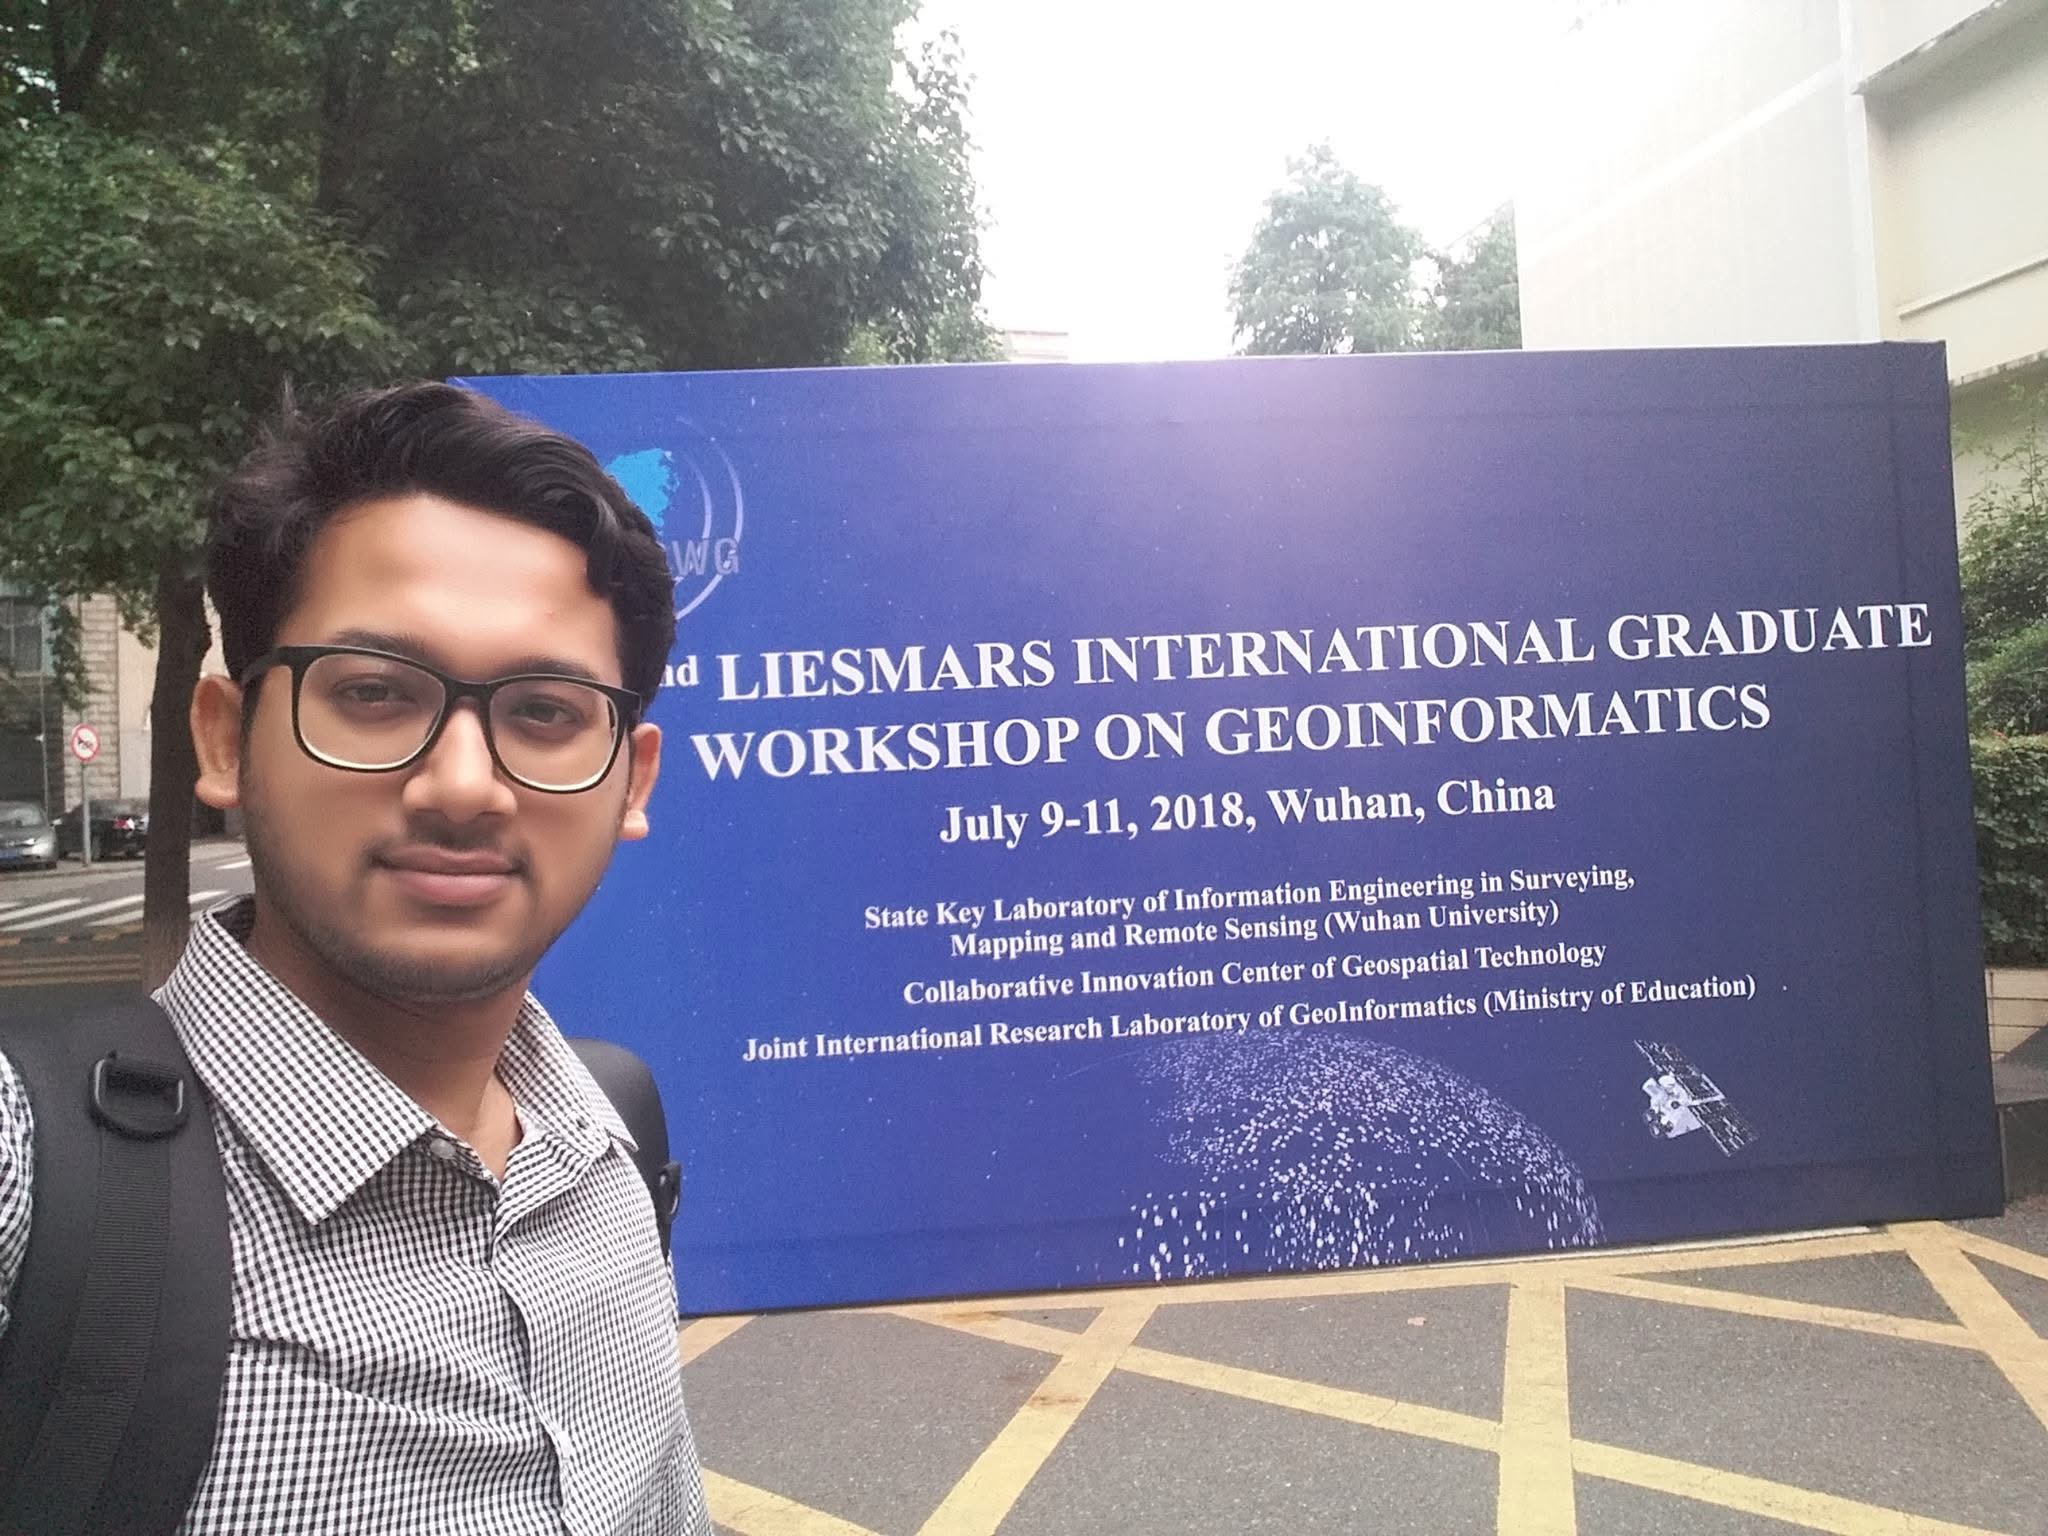 WG
nd LIESMARS INTERNATIONAL GRADUATE
WORKSHOP ON GEOINFORMATICS
July 9-11, 2018, Wuhan, China
State Key Laboratory of Information Engineering in Surveying,
Mapping and Remote Sensing (Wuhan University)
Collaborative Innovation Center of Geospatial Technology
Joint International Research Laboratory of GeoInformatics (Ministry of Education)